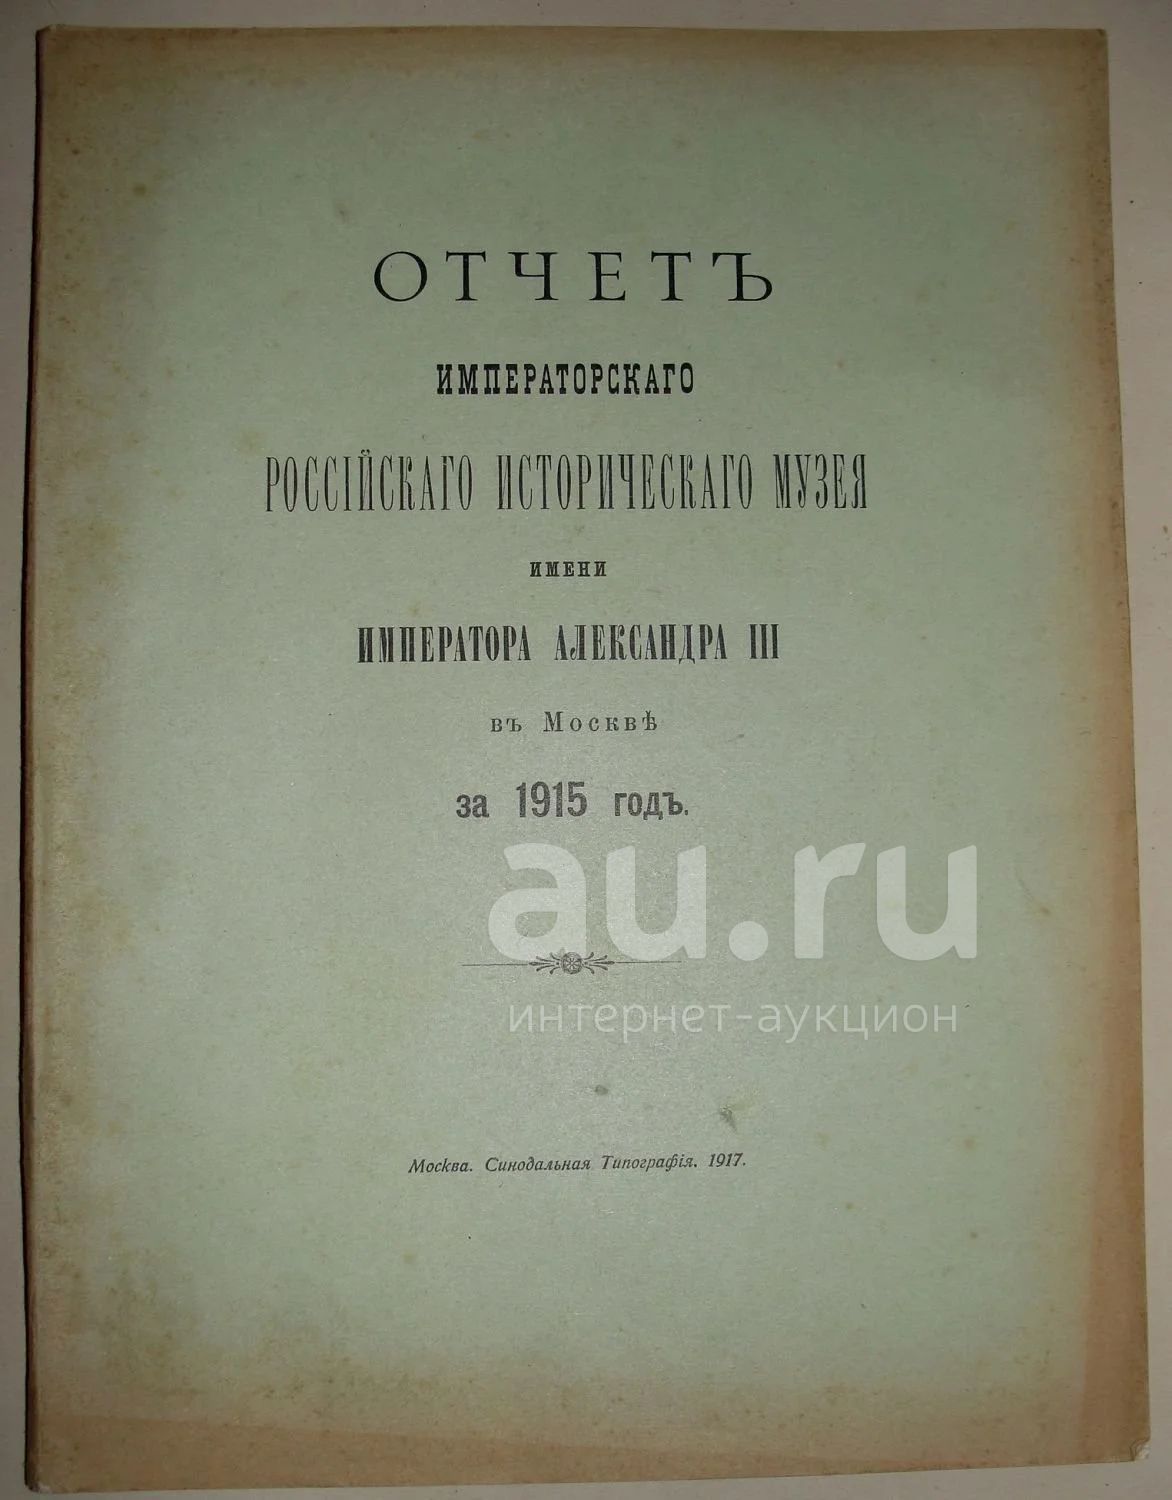 ОТЧЕТЪ
ИМПЕРАТОРСКАГО
РОССІЙСКАГО ИСТОРИЧЕСКАГО МУЗЕЯ
ИМЕНИ
ИМПЕРАТОРА АЛЕКСАНДРА III
въ Москвѣ
за 1915 годъ.
au.ru
интернет-аукцион
Москва. Синодальная Типографія. 1917.